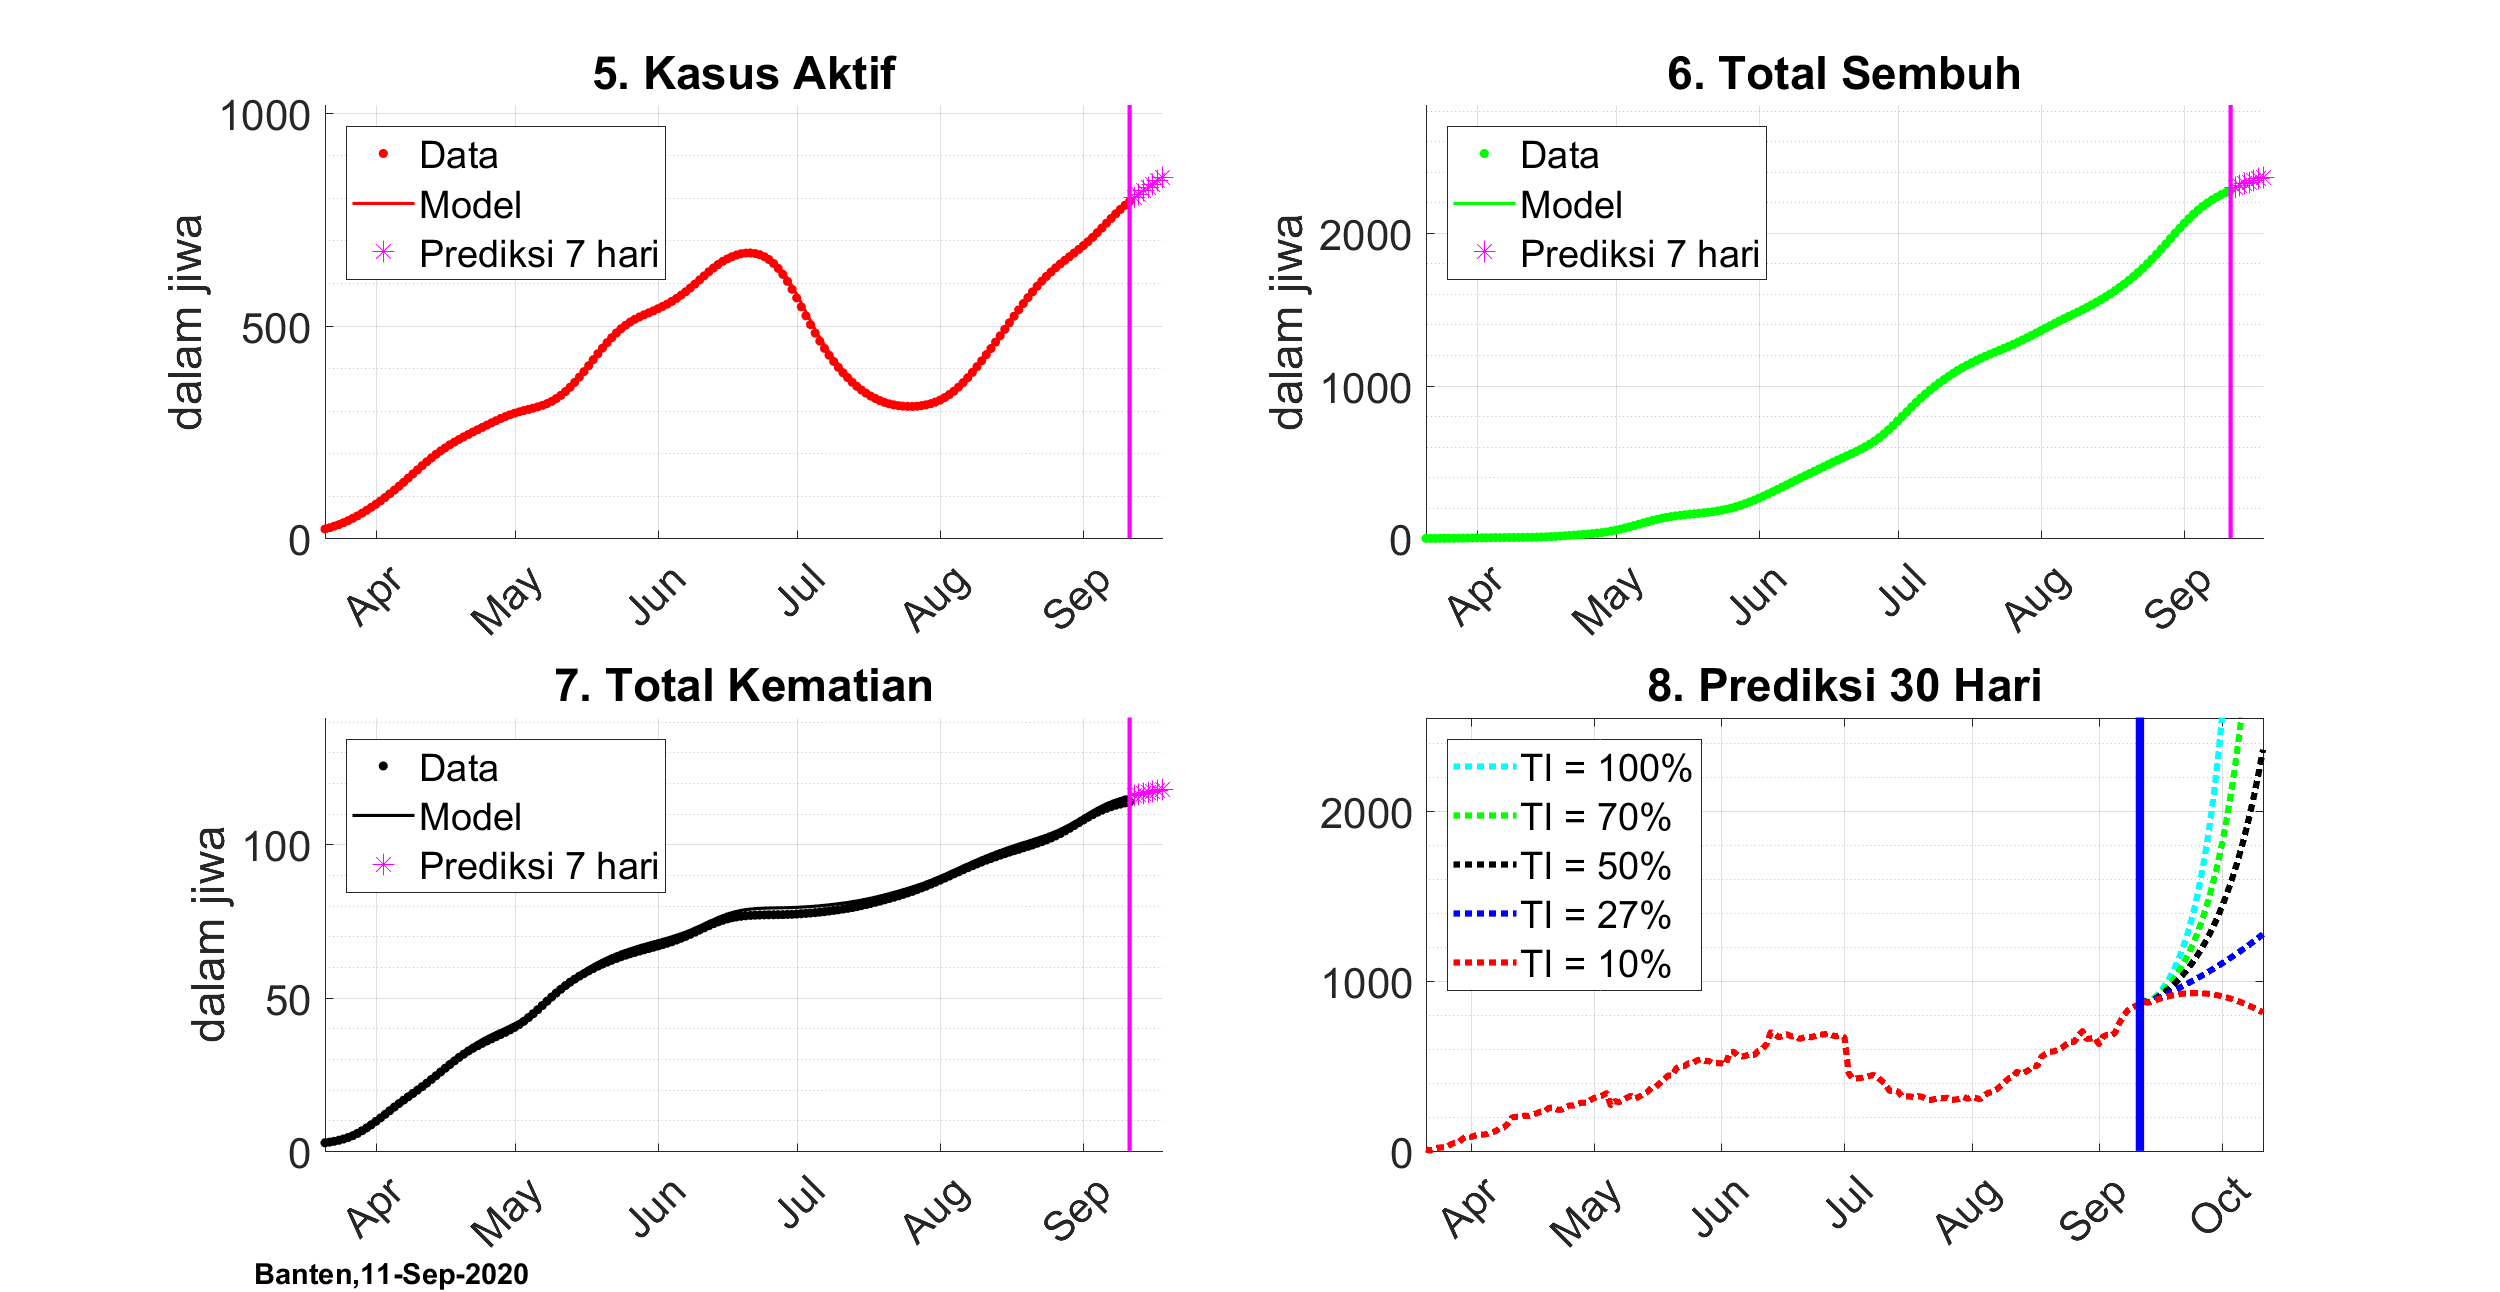 5. Kasus Aktif
1000
500
0
dalam jiwa
Data
Model
Prediksi 7 hari
Apr
May
Jun
Jul
Aug
Sep
6. Total Sembuh
2000
1000
0
dalam jiwa
Data
Model
Prediksi 7 hari
Apr
May
Jun
Jul
Aug
Sep
7. Total Kematian
100
50
0
dalam jiwa
Data
Model
Prediksi 7 hari
Apr
May
Jun
Jul
Aug
Sep
8. Prediksi 30 Hari
2000
1000
0
TI = 100%
TI = 70%
TI = 50%
TI = 27%
TI = 10%
Apr
May
Jun
Jul
Aug
Sep
Oct
Banten,11-Sep-2020